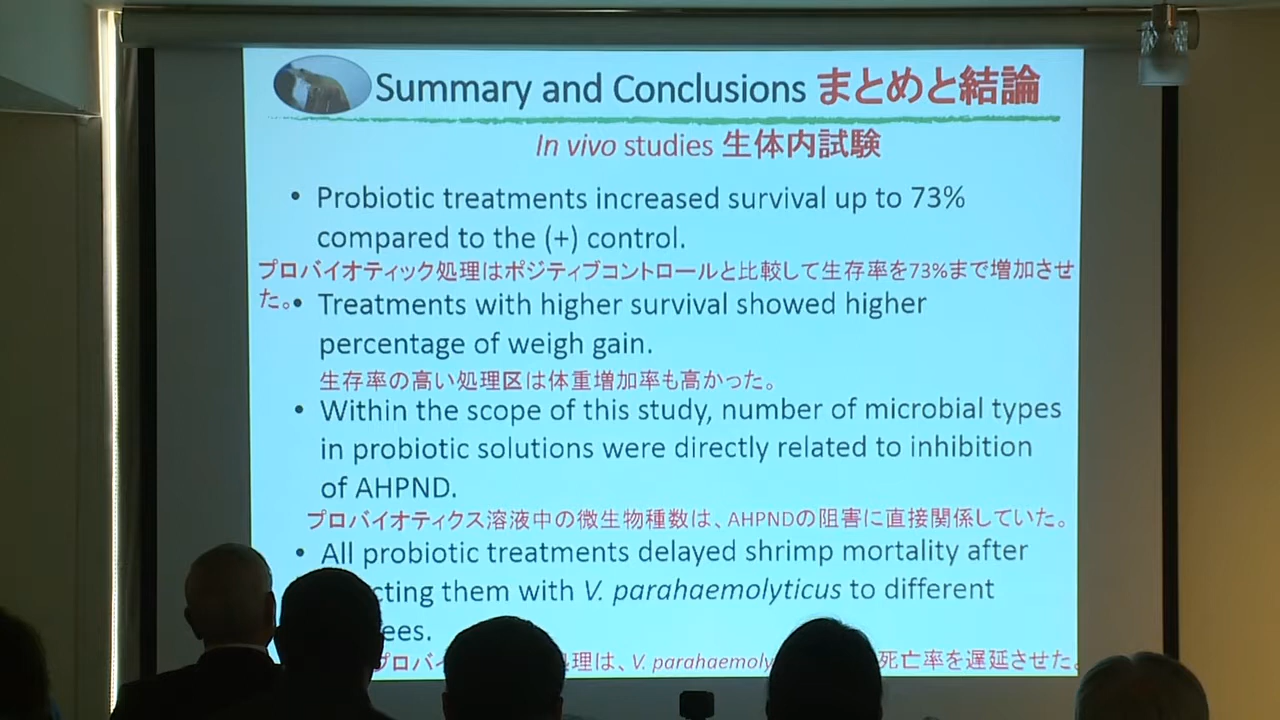 Summary and Conclusions まとめと結論
In vivo studies 生体内試験
• Probiotic treatments increased survival up to 73%
compared to the (+) control.
プロバイオティック処理はポジティブコントロールと比較して生存率を73%まで増加させ
た。
• Treatments with higher survival showed higher
percentage of weigh gain.
生存率の高い処理区は体重増加率も高かった。
• Within the scope of this study, number of microbial types
in probiotic solutions were directly related to inhibition
of AHPND.
プロバイオティクス溶液中の微生物種数は、AHPNDの阻害に直接関係していた。
• All probiotic treatments delayed shrimp mortality after
them with V. parahaemolyticus to different
プロバイ 処理は、V. parahaemoly 死亡率を遅延させた。